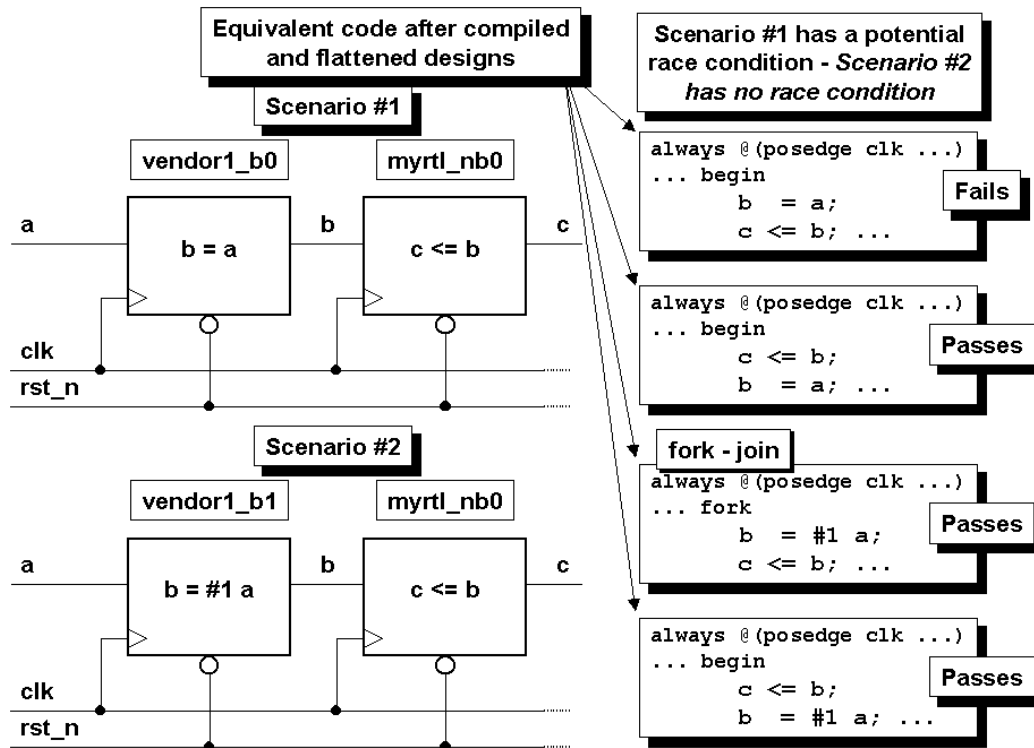 Equivalent code after compiled
and flattened designs
Scenario #1 has a potential
race condition - Scenario #2
has no race condition
Scenario #1
vendor1_b0
myrtl_nb0
a
b = a
b
c <= b
c
clk
rst_n
always @(posedge clk ...)
... begin
b  = a;
c <= b; ...
Fails
always @(posedge clk ...)
... begin
c <= b;
b  = a; ...
Passes
Scenario #2
vendor1_b1
myrtl_nb0
a
b = #1 a
b
c <= b
c
clk
rst_n
fork - join
always @(posedge clk ...)
... fork
b  = #1 a;
c <= b; ...
Passes
always @(posedge clk ...)
... begin
c <= b;
b  = #1 a; ...
Passes